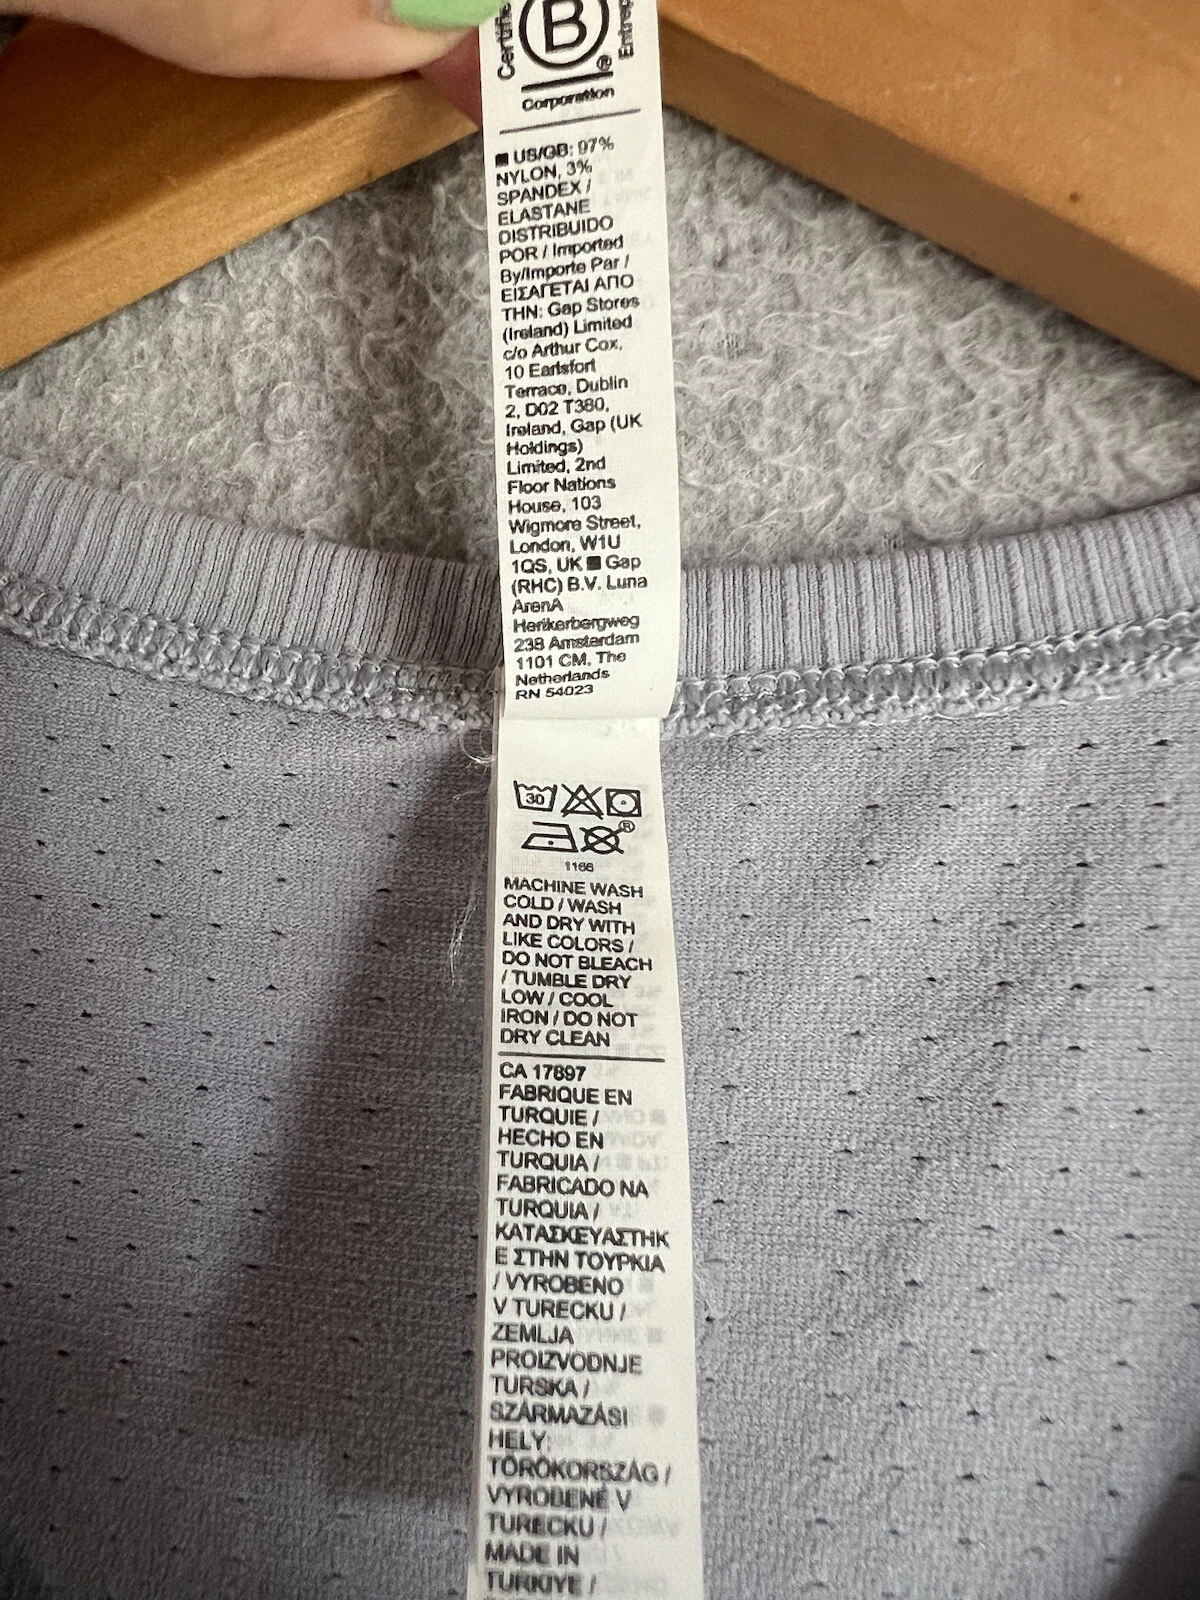 Certifie
B
Entrep
®
Corporation
US/GB: 97%
NYLON, 3%
SPANDEX /
ELASTANE
DISTRIBUIDO
POR / Imported
By/Importe Par /
ΕΙΣΑΓΕΤΑΙ ΑΠΟ
ΤΗΝ: Gap Stores
(Ireland) Limited
c/o Arthur Cox,
10 Earlsfort
Terrace, Dublin
2, D02 T380,
Ireland, Gap (UK
Holdings)
Limited, 2nd
Floor Nations
House, 103
Wigmore Street,
London, W1U
1QS, UK ■ Gap
(RHC) B.V. Luna
ArenA
Herikerbergweg
238 Amsterdam
1101 CM, The
Netherlands
RN 54023
30
®
1166
MACHINE WASH
COLD / WASH
AND DRY WITH
LIKE COLORS /
DO NOT BLEACH
/ TUMBLE DRY
LOW / COOL
IRON / DO NOT
DRY CLEAN
CA 17897
FABRIQUE EN
TURQUIE /
HECHO EN
TURQUIA /
FABRICADO NA
TURQUIA /
ΚΑΤΑΣΚΕΥΑΣΤΗΚ
Ε ΣΤΗΝ ΤΟΥΡΚΙΑ
/ VYROBENO
V TURECKU /
ZEMLJA
PROIZVODNJE
TURSKA /
SZÁRMAZÁSI
HELY:
TÖRÖKORSZÁG /
VYROBENÉ V
TURECKU /
MADE IN
TURKIYE /